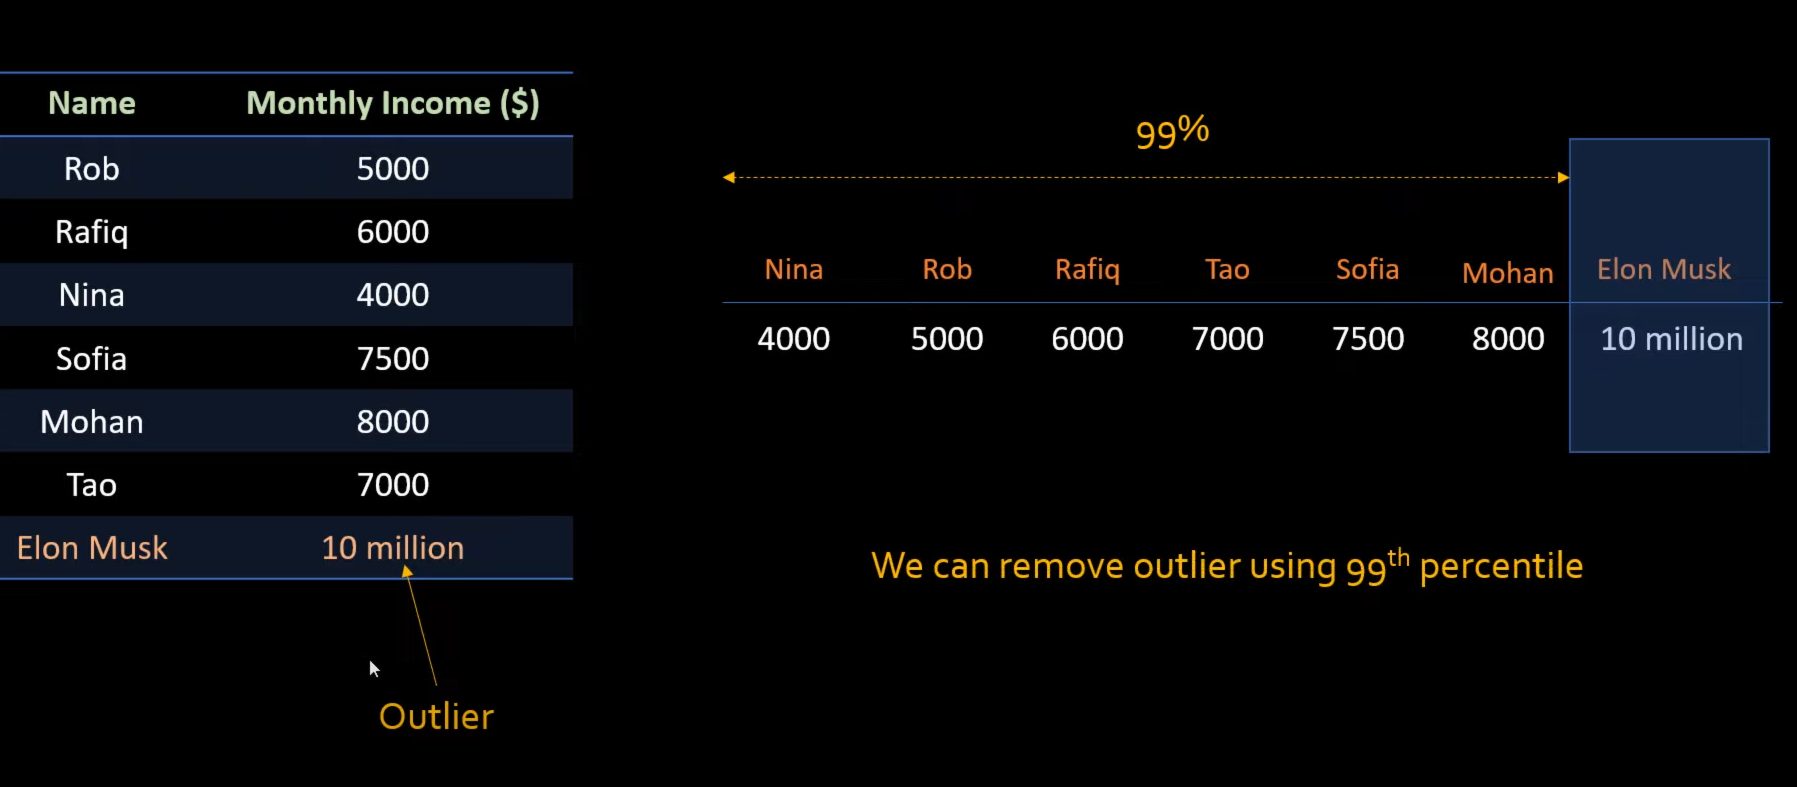 Name Monthly Income ($)
Rob 5000
Rafiq 6000
Nina 4000
Sofia 7500
Mohan 8000
Tao 7000
Elon Musk 10 million
Outlier
99%
Nina Rob Rafiq Tao Sofia Mohan Elon Musk
4000 5000 6000 7000 7500 8000 10 million
We can remove outlier using 99th percentile